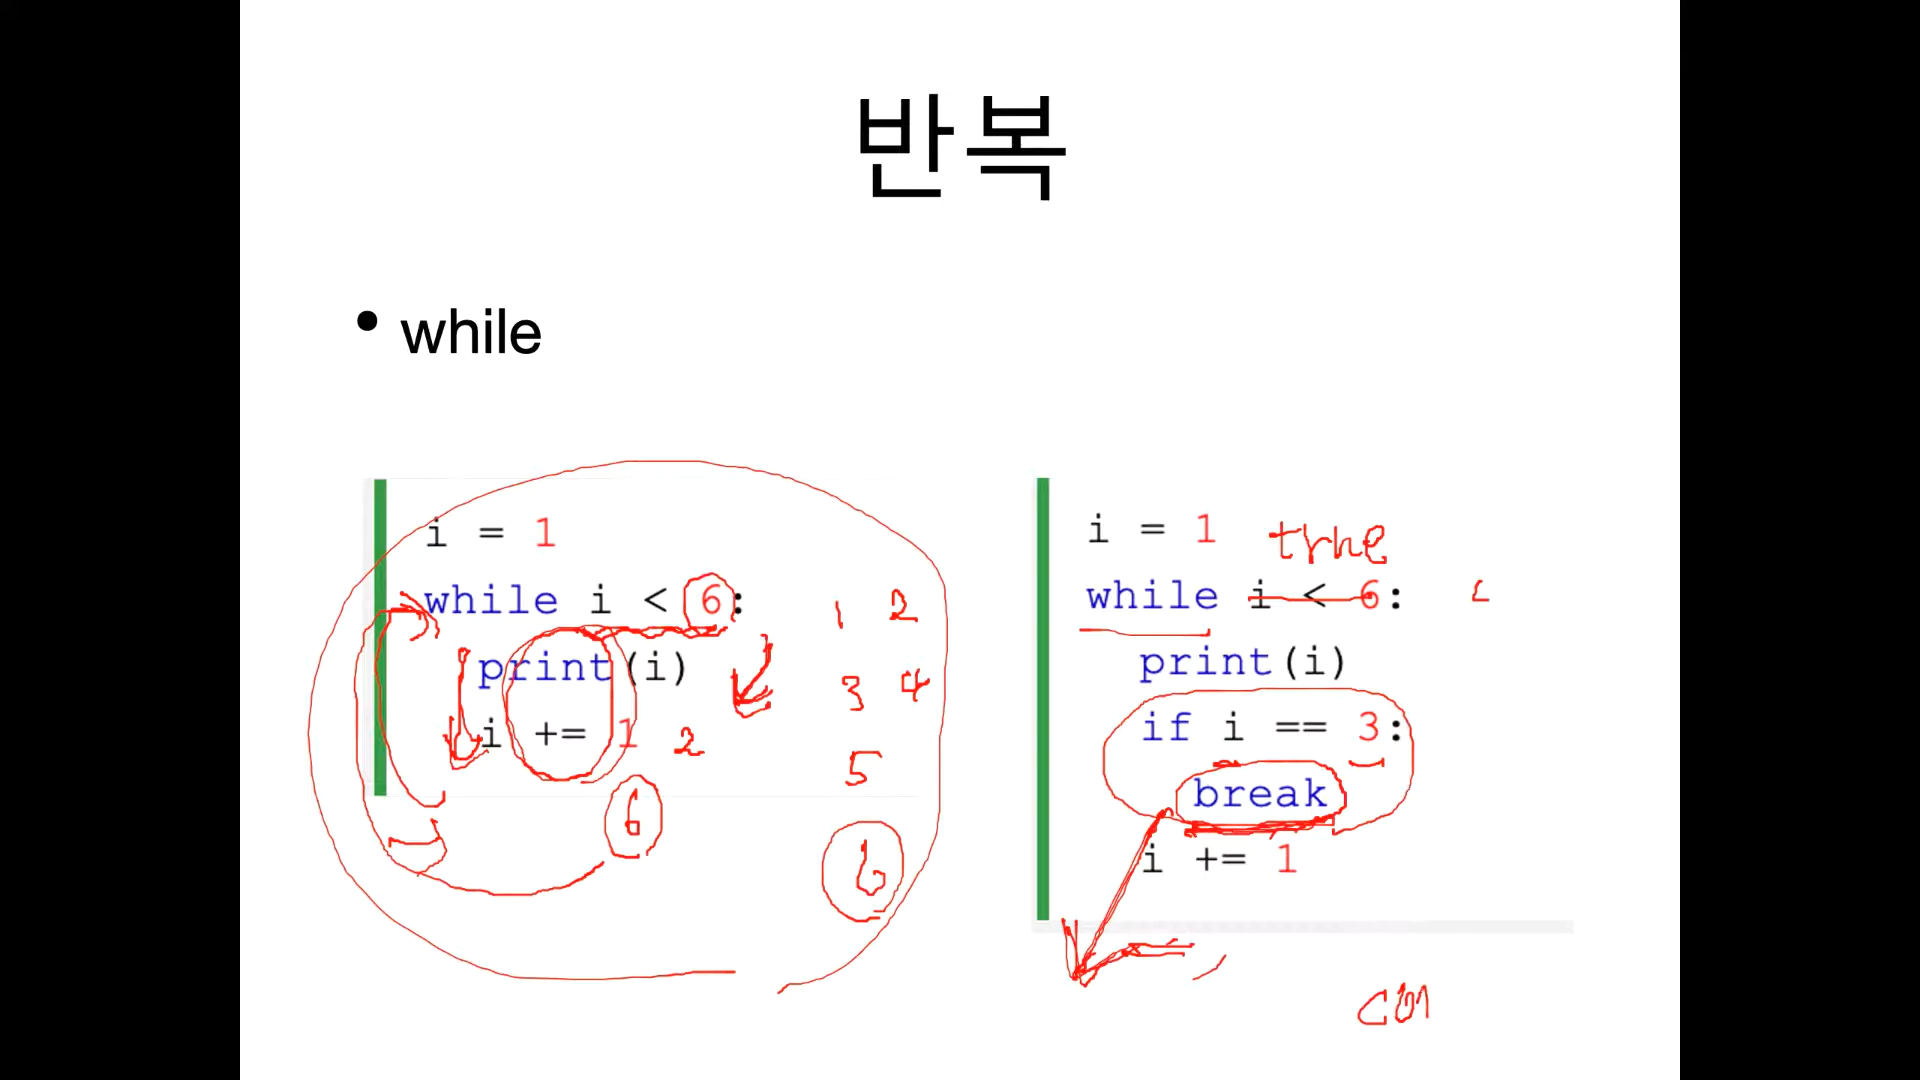 반복
• while
i = 1
while i < 6:
print(i)
i += 1
2
1 2
3 4
5
6
6
i = 1
true
while i < 6:
print(i)
if i == 3:
break
i += 1
con